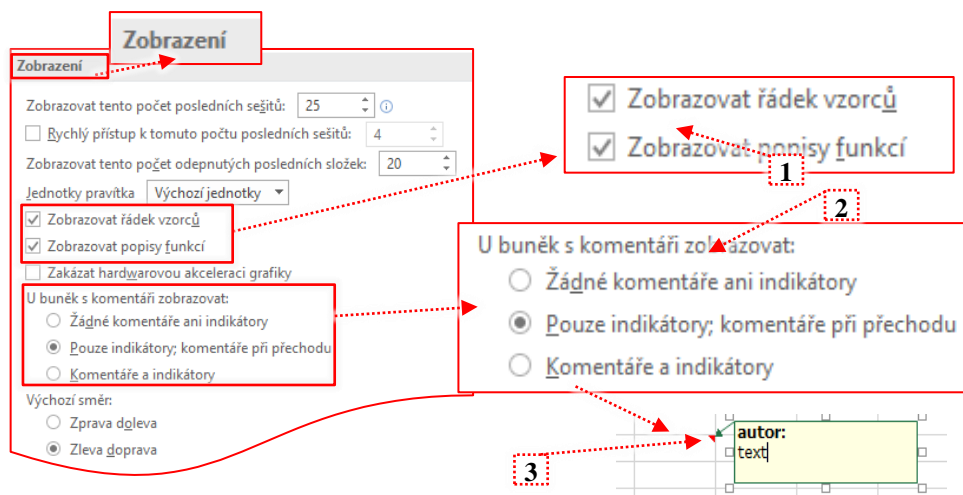 Zobrazení
Zobrazení
Zobrazovat tento počet posledních sešitů: 25
Rychlý přístup k tomuto počtu posledních sešitů: 4
Zobrazovat tento počet odepnutých posledních složek: 20
Jednotky pravítka Výchozí jednotky
Zobrazovat řádek vzorců
Zobrazovat popisy funkcí
Zakázat hardwarovou akceleraci grafiky
U buněk s komentáři zobrazovat:
Žádné komentáře ani indikátory
Pouze indikátory; komentáře při přechodu
Komentáře a indikátory
Výchozí směr:
Zprava doleva
Zleva doprava
Zobrazovat řádek vzorců
Zobrazovat popisy funkcí
1
2
U buněk s komentáři zobrazovat:
Žádné komentáře ani indikátory
Pouze indikátory; komentáře při přechodu
Komentáře a indikátory
3
autor:
text